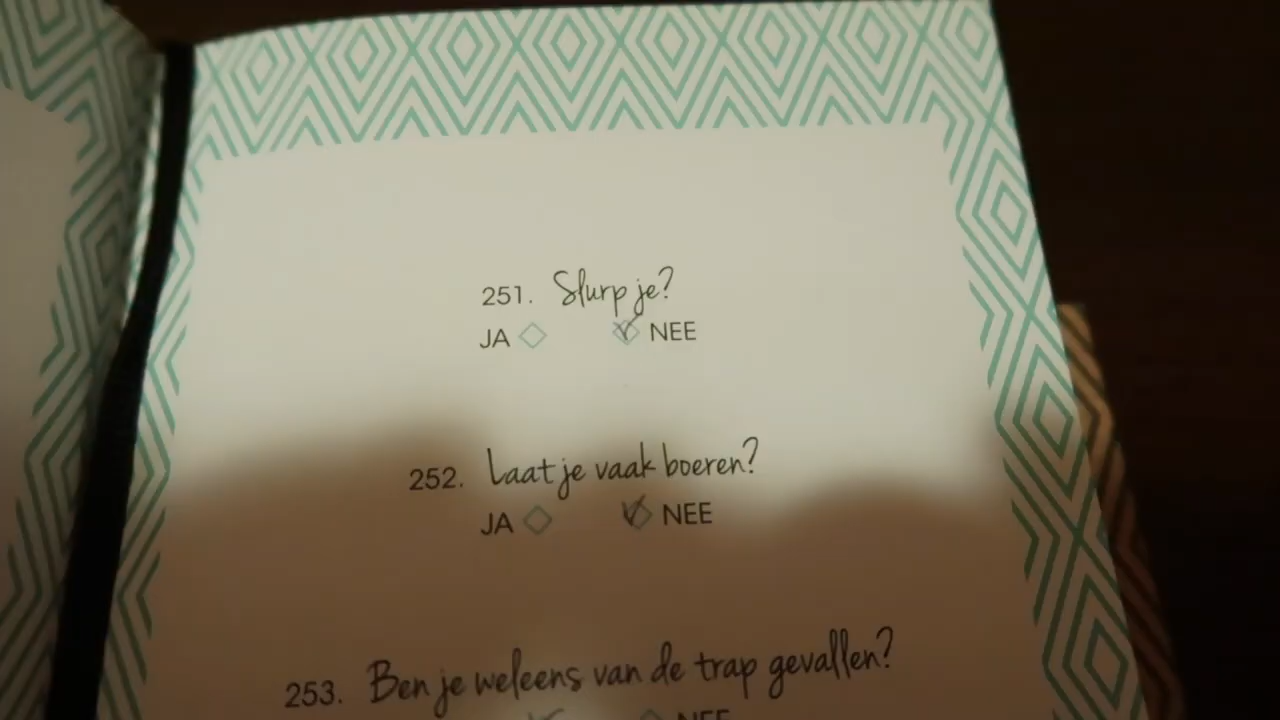 251. Slurp je?
JA NEE
252. Laat je vaak boeren?
JA NEE
253. Ben je weleens van de trap gevallen?
NEE